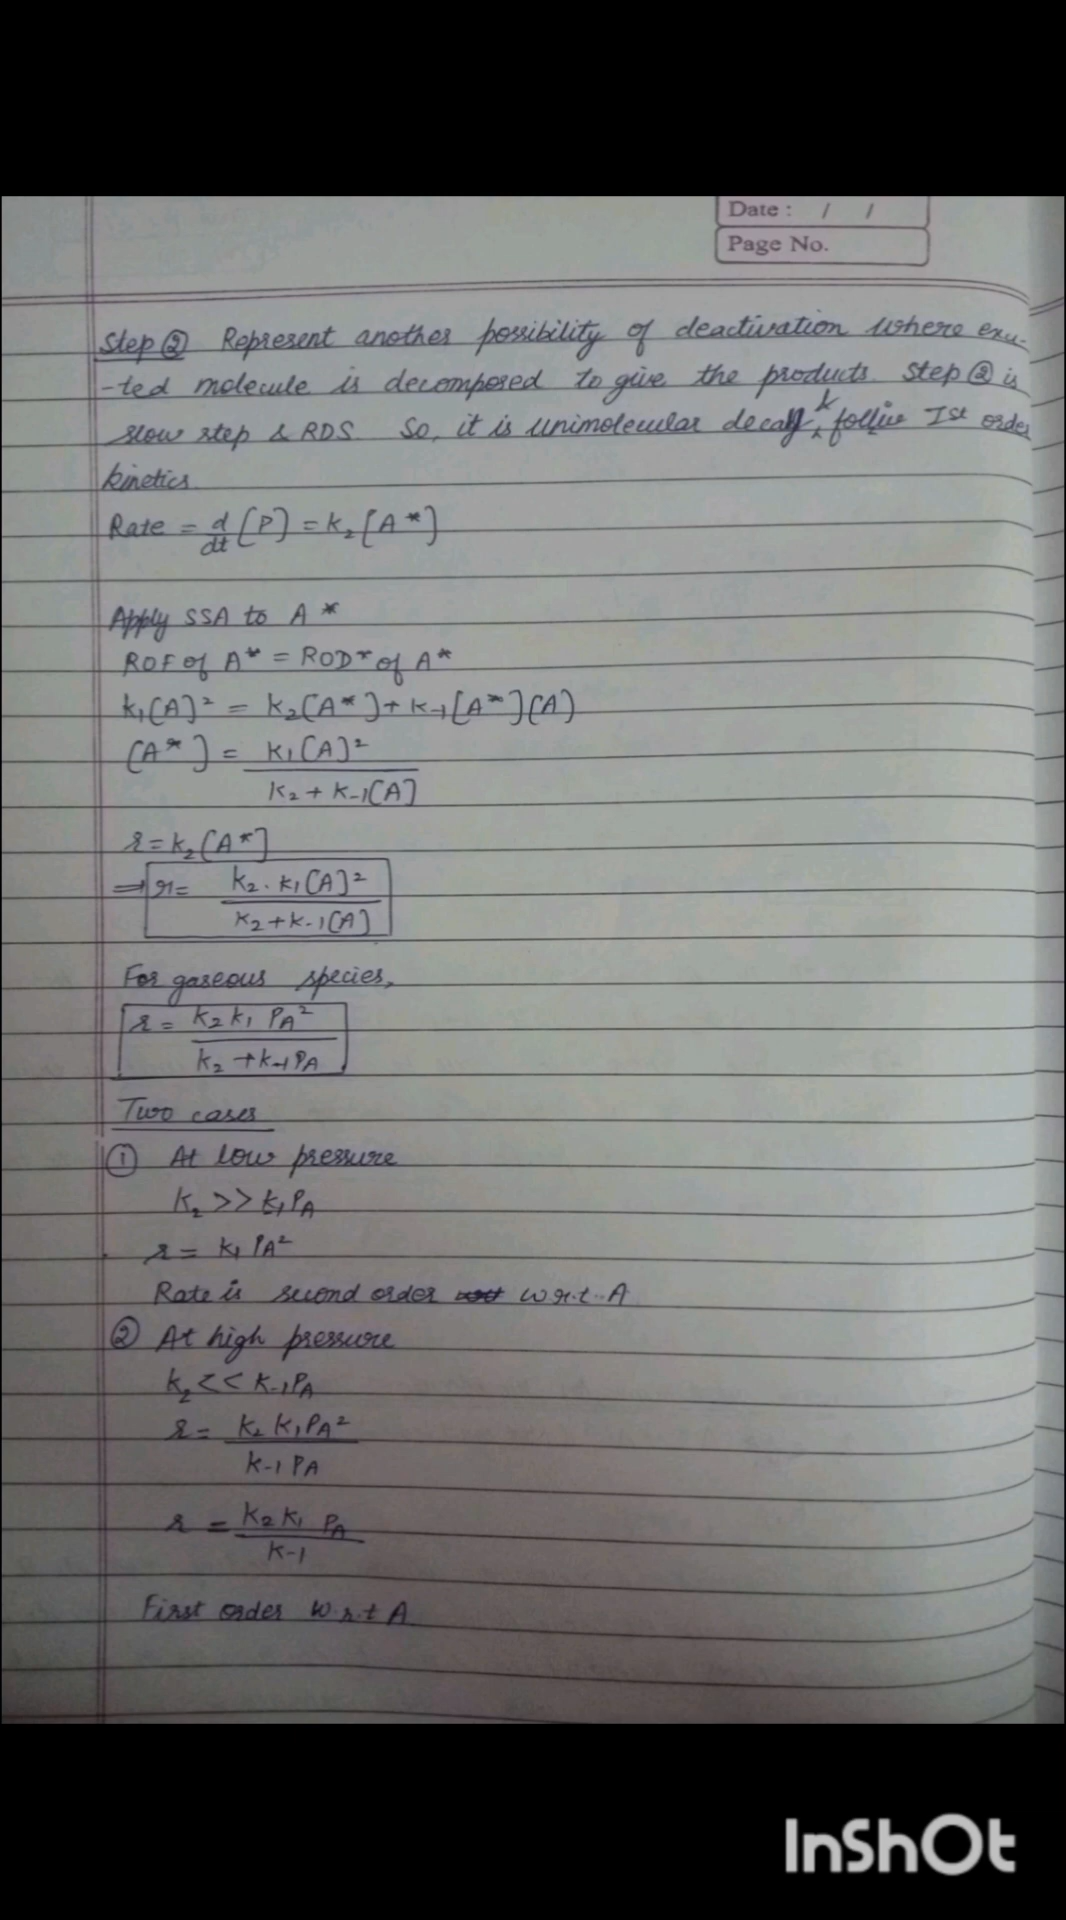 Date : / /
Page No.
Step ② Represent another possibility of deactivation where exci-
-ted molecule is decomposed to give the products. Step ② is
slow step & RDS. So, it is unimolecular decay & follow Ist order
kinetics.
Rate = d/dt [P] = k₂[A*]
Apply SSA to A*
ROF of A* = ROD* of A*
k₁[A]² = k₂[A*] + k₋₁[A*][A]
[A*] = k₁[A]² / k₂ + k₋₁[A]
r = k₂[A*]
⇒ r = k₂.k₁[A]² / k₂ + k₋₁[A]
For gaseous species,
r = k₂k₁ PA² / k₂ + k₋₁PA
Two cases
① At low pressure
k₂ >> k₁PA
r = k₁ PA²
Rate is second order w.r.t. A
② At high pressure
k₂ << k₋₁PA
r = k₂ k₁PA² / k₋₁ PA
r = k₂k₁ PA / k₋₁
First order w.r.t A
InShOt